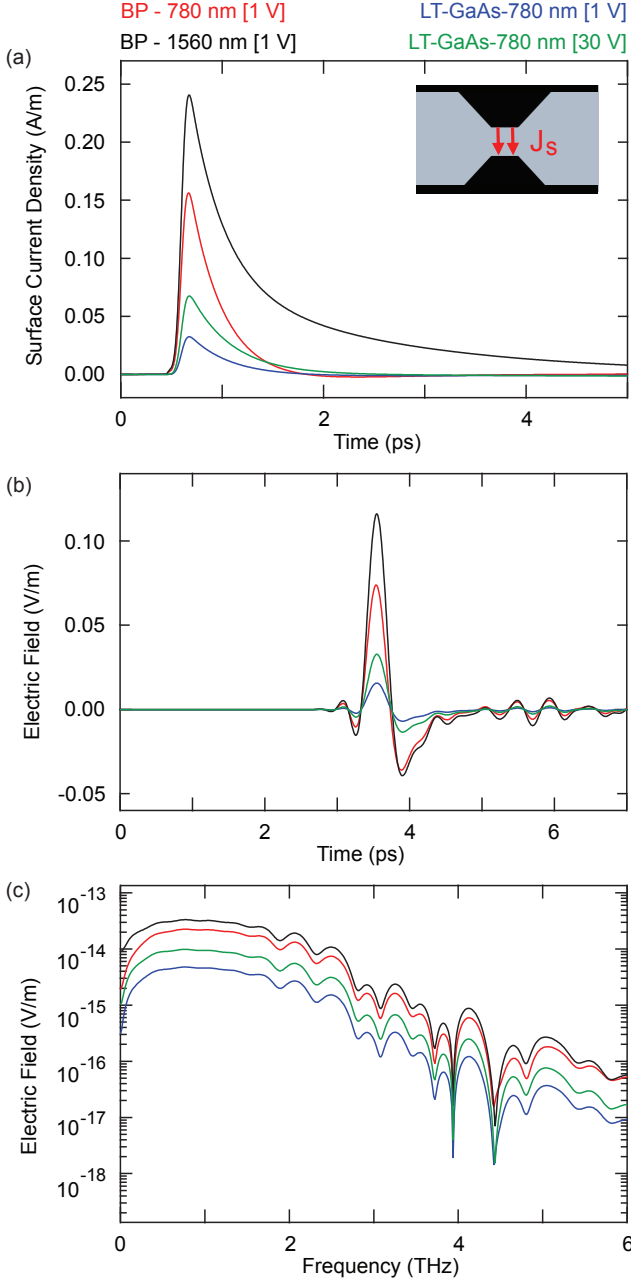 BP - 780 nm [1 V] LT-GaAs-780 nm [1 V]
BP - 1560 nm [1 V] LT-GaAs-780 nm [30 V]
(a)
0.25
0.20
0.15
0.10
0.05
0.00
Surface Current Density (A/m)
J_S
0 2 4
Time (ps)
(b)
0.10
0.05
0.00
-0.05
Electric Field (V/m)
0 2 4 6
Time (ps)
(c)
10^-13
10^-14
10^-15
10^-16
10^-17
10^-18
Electric Field (V/m)
0 2 4 6
Frequency (THz)